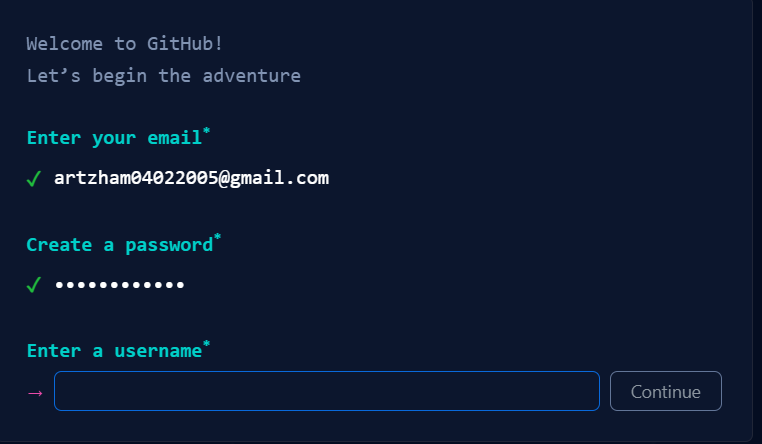 Welcome to GitHub!
Let’s begin the adventure
Enter your email*
✓ artzham04022005@gmail.com
Create a password*
✓ ••••••••••••
Enter a username*
→
Continue